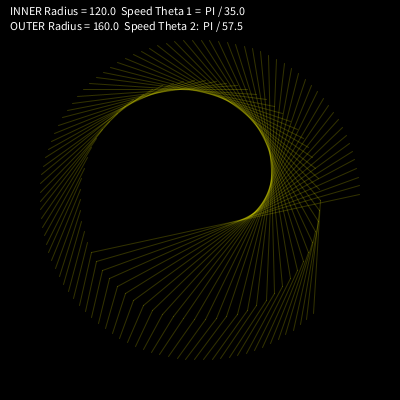 INNER Radius = 120.0 Speed Theta 1 = PI / 35.0
OUTER Radius = 160.0 Speed Theta 2: PI / 57.5